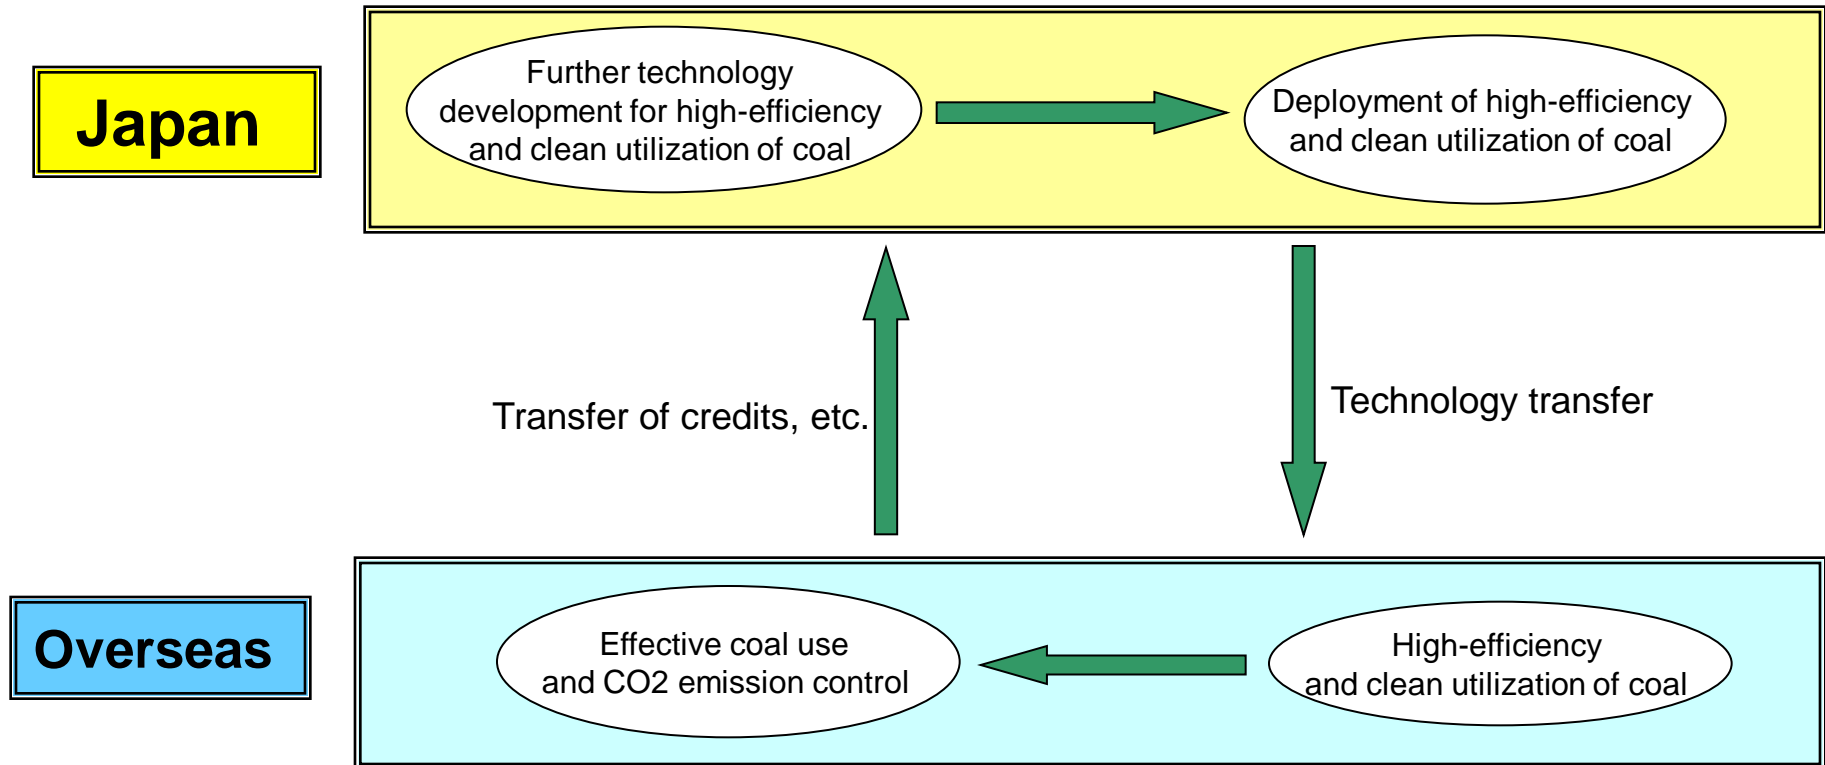 Japan
Further technology
development for high-efficiency
and clean utilization of coal
Deployment of high-efficiency
and clean utilization of coal
Transfer of credits, etc.
Technology transfer
Overseas
Effective coal use
and CO2 emission control
High-efficiency
and clean utilization of coal